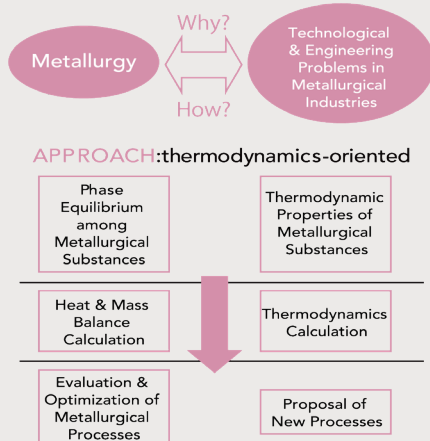 Why?
Metallurgy
Technological
& Engineering
Problems in
Metallurgical
Industries
How?
APPROACH:thermodynamics-oriented
Phase
Equilibrium
among
Metallurgical
Substances
Thermodynamic
Properties of
Metallurgical
Substances
Heat & Mass
Balance
Calculation
Thermodynamics
Calculation
Evaluation &
Optimization of
Metallurgical
Processes
Proposal of
New Processes